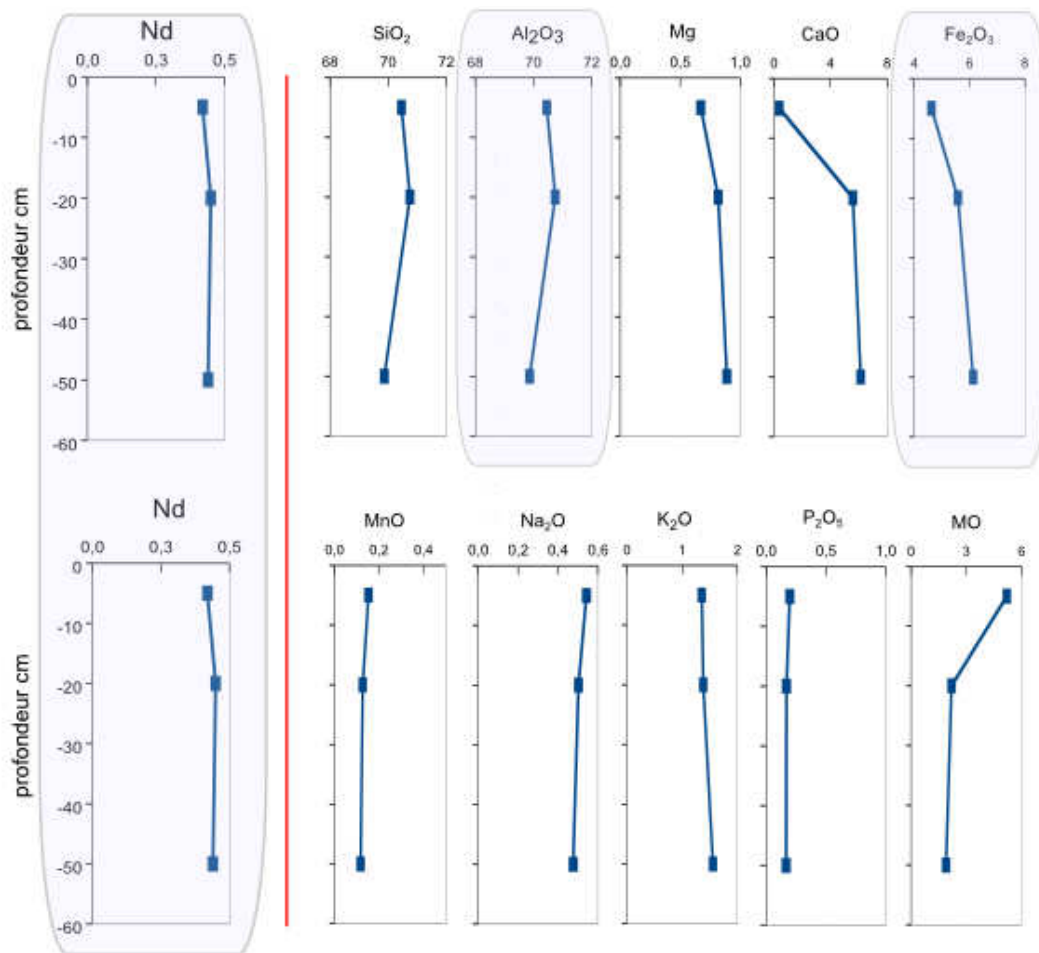 Nd
0,0 0,3 0,5
0
-10
-20
-30
-40
-50
-60
profondeur cm
SiO₂
68 70 72
Al₂O₃
68 70 72
Mg
0,0 0,5 1,0
CaO
0 4 8
Fe₂O₃
4 6 8
Nd
0,0 0,3 0,5
0
-10
-20
-30
-40
-50
-60
profondeur cm
MnO
0,0 0,2 0,4
Na₂O
0,0 0,2 0,4 0,6
K₂O
0 1 2
P₂O₅
0,0 0,5 1,0
MO
0 3 6